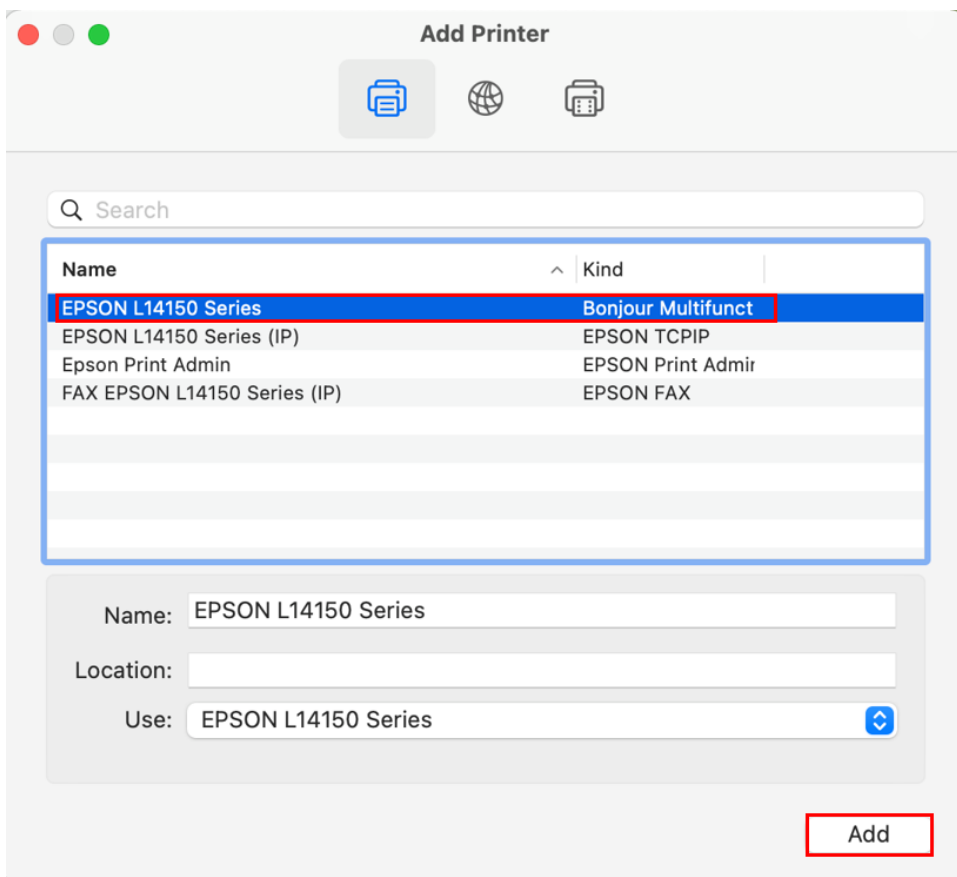 Add Printer
Search
Name Kind
EPSON L14150 Series Bonjour Multifunct
EPSON L14150 Series (IP) EPSON TCPIP
Epson Print Admin EPSON Print Admir
FAX EPSON L14150 Series (IP) EPSON FAX
Name: EPSON L14150 Series
Location:
Use: EPSON L14150 Series
Add